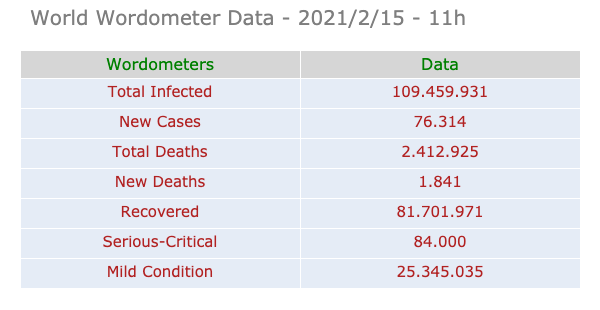 World Wordometer Data - 2021/2/15 - 11h
Wordometers Data
Total Infected 109.459.931
New Cases 76.314
Total Deaths 2.412.925
New Deaths 1.841
Recovered 81.701.971
Serious-Critical 84.000
Mild Condition 25.345.035